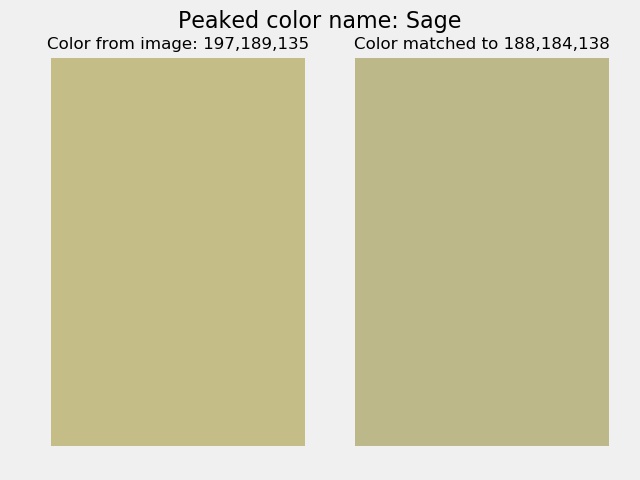 Peaked color name: Sage
Color from image: 197,189,135
Color matched to 188,184,138